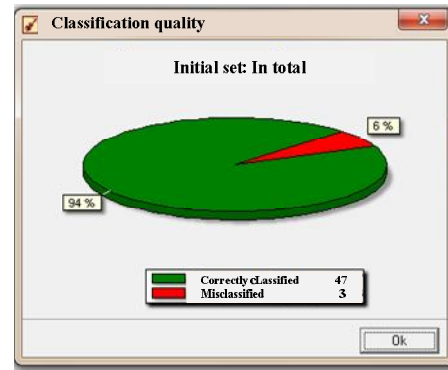 Classification quality
Initial set: In total
6 %
94 %
Correctly cLassified 47
Misclassified 3
Ok